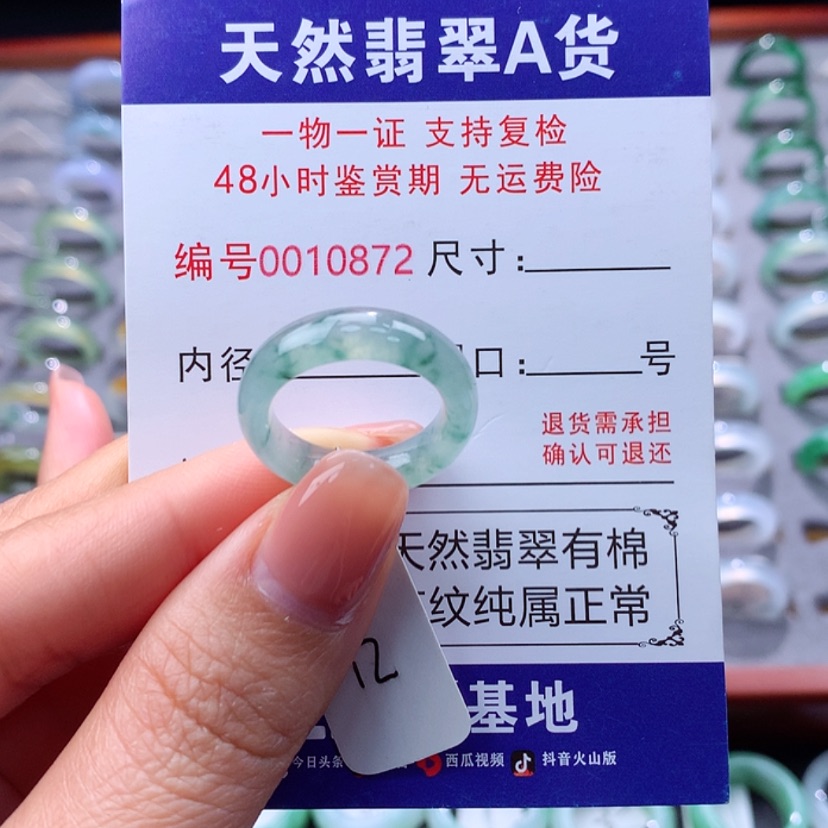 天然翡翠A货
一物一证 支持复检
48小时鉴赏期 无运费险
编号0010872 尺寸:
内径 口: 号
退货需承担
确认可退还
天然翡翠有棉
纹纯属正常
12
基地
今日头条 西瓜视频 抖音火山版